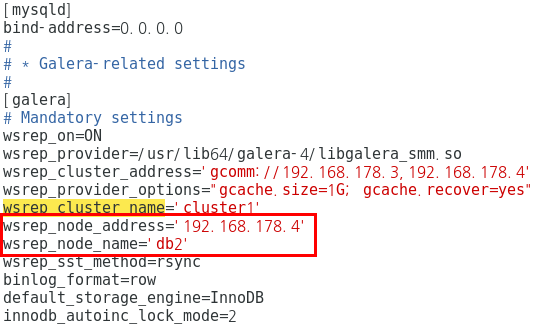 [mysqld]
bind-address=0.0.0.0
#
# * Galera-related settings
#
[galera]
# Mandatory settings
wsrep_on=ON
wsrep_provider=/usr/lib64/galera-4/libgalera_smm.so
wsrep_cluster_address='gcomm://192.168.178.3,192.168.178.4'
wsrep_provider_options="gcache.size=1G; gcache.recover=yes"
wsrep_cluster_name='cluster1'
wsrep_node_address='192.168.178.4'
wsrep_node_name='db2'
wsrep_sst_method=rsync
binlog_format=row
default_storage_engine=InnoDB
innodb_autoinc_lock_mode=2